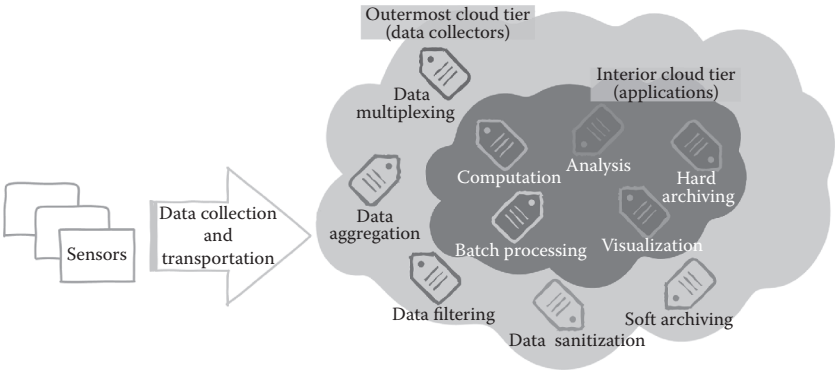 Outermost cloud tier
(data collectors)
Data
multiplexing
Interior cloud tier
(applications)
Computation
Analysis
Hard
archiving
Data
aggregation
Batch processing
Visualization
Sensors
Data collection
and
transportation
Data filtering
Data sanitization
Soft archiving